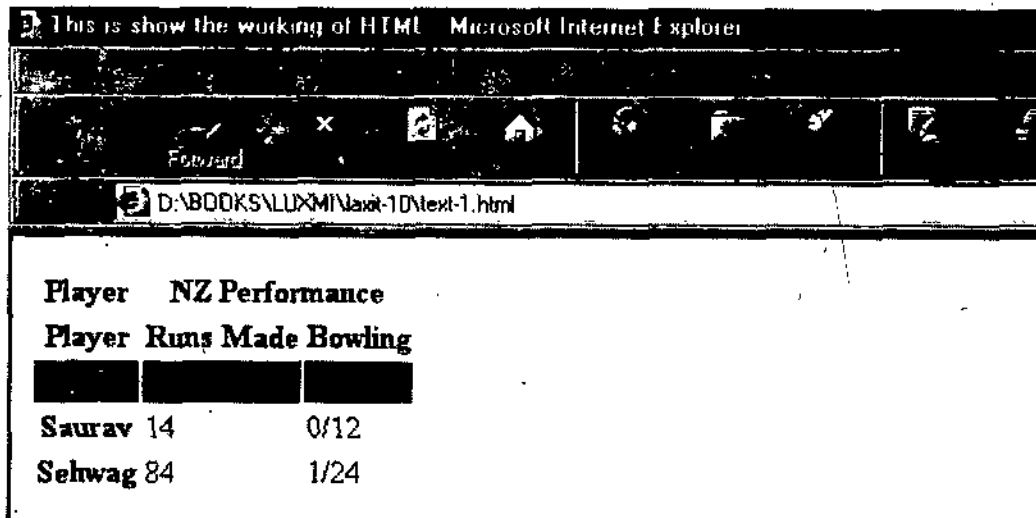 This is show the working of HTML Microsoft Internet Explorer
Forward
D:\BOOKS\LUXMI\laxit-10\text-1.html
Player NZ Performance
Player Runs Made Bowling
Saurav 14 0/12
Sehwag 84 1/24